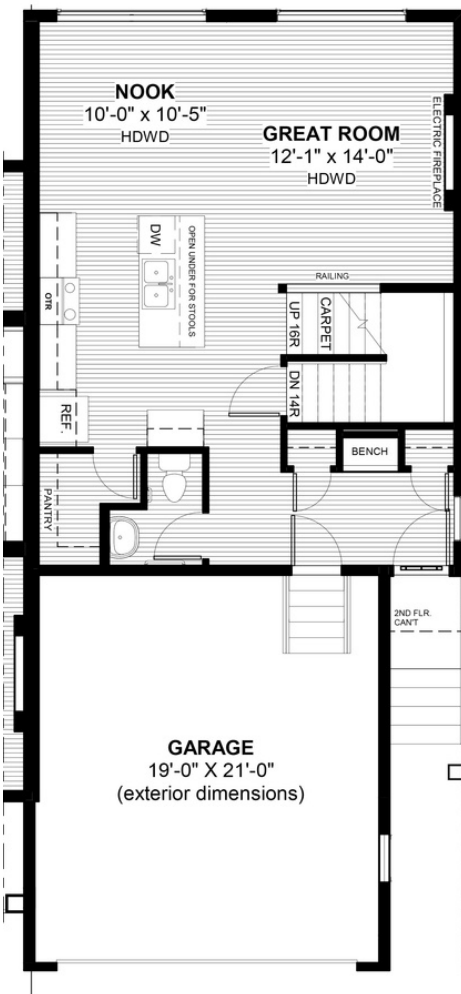 NOOK
10'-0" x 10'-5"
HDWD
GREAT ROOM
12'-1" x 14'-0"
HDWD
ELECTRIC FIREPLACE
DW
OPEN UNDER FOR STOOLS
OTR
RAILING
UP 16R
CARPET
DN 14R
REF.
BENCH
PANTRY
2ND FLR.
CAN'T
GARAGE
19'-0" X 21'-0"
(exterior dimensions)